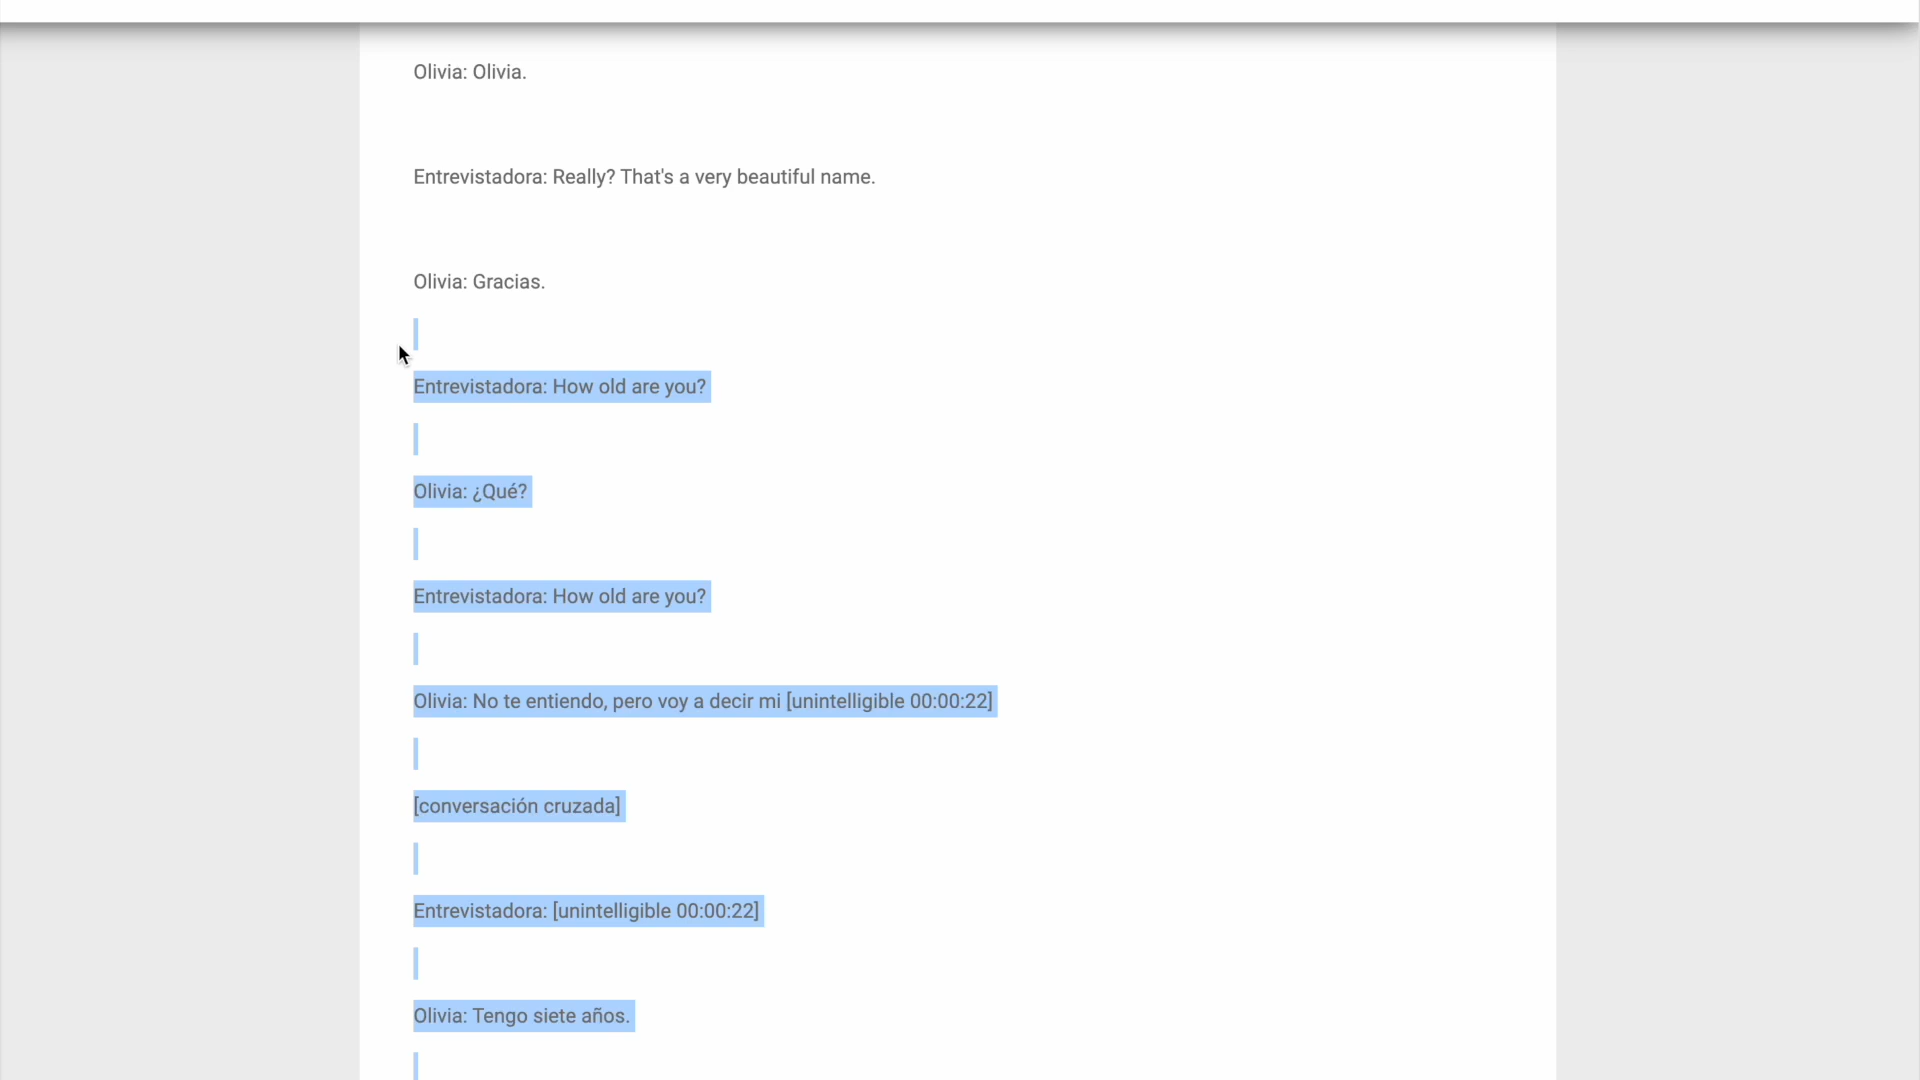 Olivia: Olivia.
Entrevistadora: Really? That's a very beautiful name.
Olivia: Gracias.
Entrevistadora: How old are you?
Olivia: ¿Qué?
Entrevistadora: How old are you?
Olivia: No te entiendo, pero voy a decir mi [unintelligible 00:00:22]
[conversación cruzada]
Entrevistadora: [unintelligible 00:00:22]
Olivia: Tengo siete años.